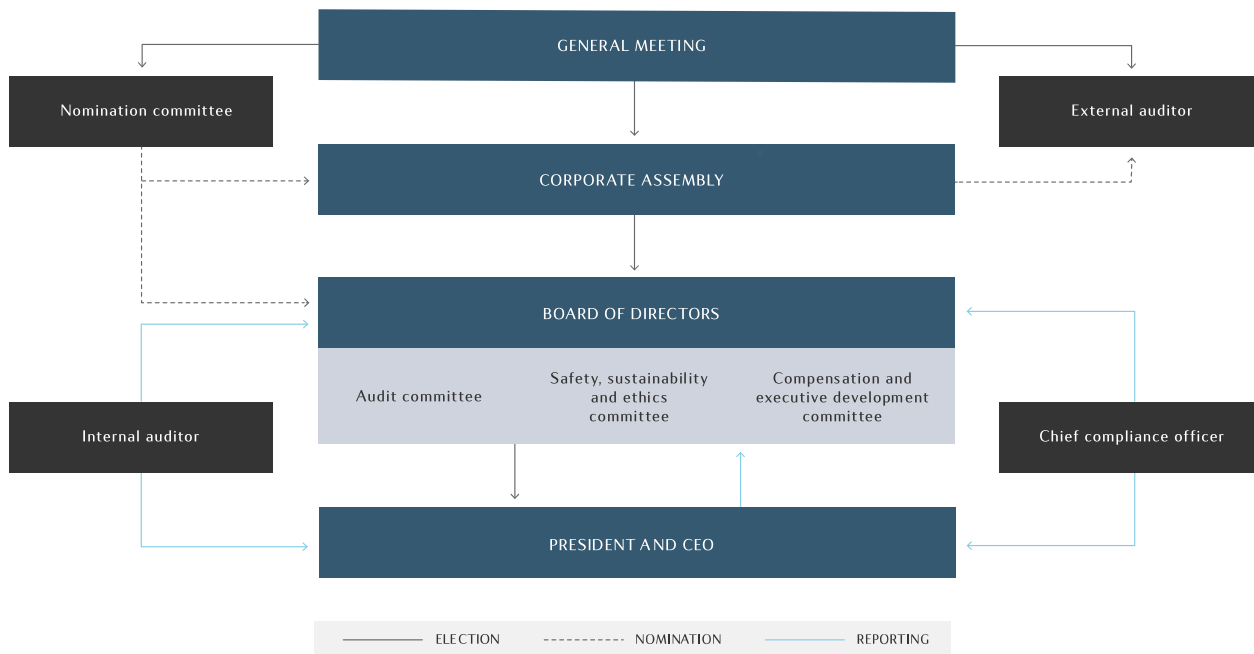 GENERAL MEETING
Nomination committee
External auditor
CORPORATE ASSEMBLY
BOARD OF DIRECTORS
Audit committee
Safety, sustainability
and ethics
committee
Compensation and
executive development
committee
Internal auditor
Chief compliance officer
PRESIDENT AND CEO
ELECTION
NOMINATION
REPORTING